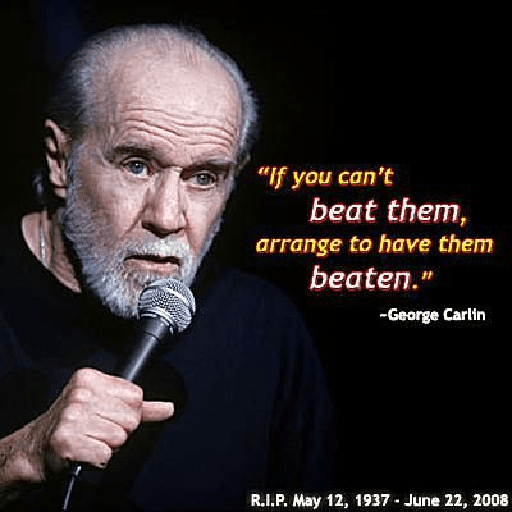 “If you can't
beat them,
arrange to have them
beaten.”
~George Carlin
R.I.P. May 12, 1937 - June 22, 2008